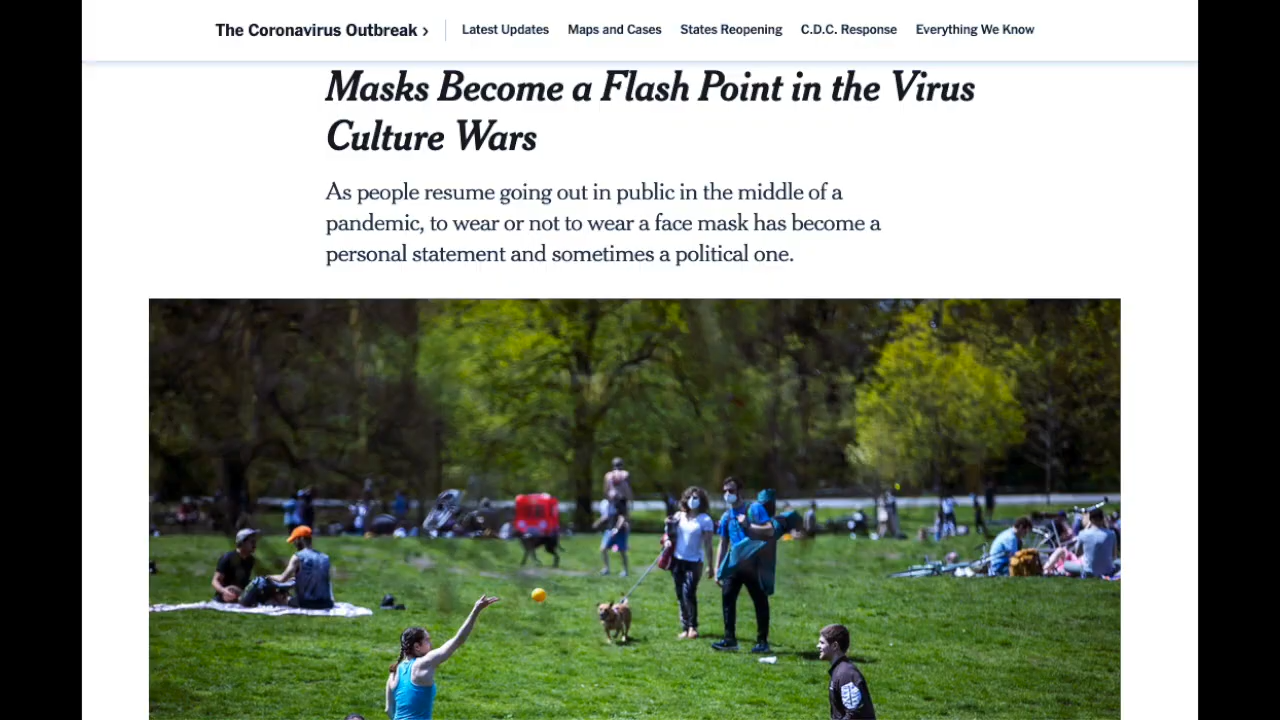 The Coronavirus Outbreak › Latest Updates Maps and Cases States Reopening C.D.C. Response Everything We Know
Masks Become a Flash Point in the Virus
Culture Wars
As people resume going out in public in the middle of a
pandemic, to wear or not to wear a face mask has become a
personal statement and sometimes a political one.